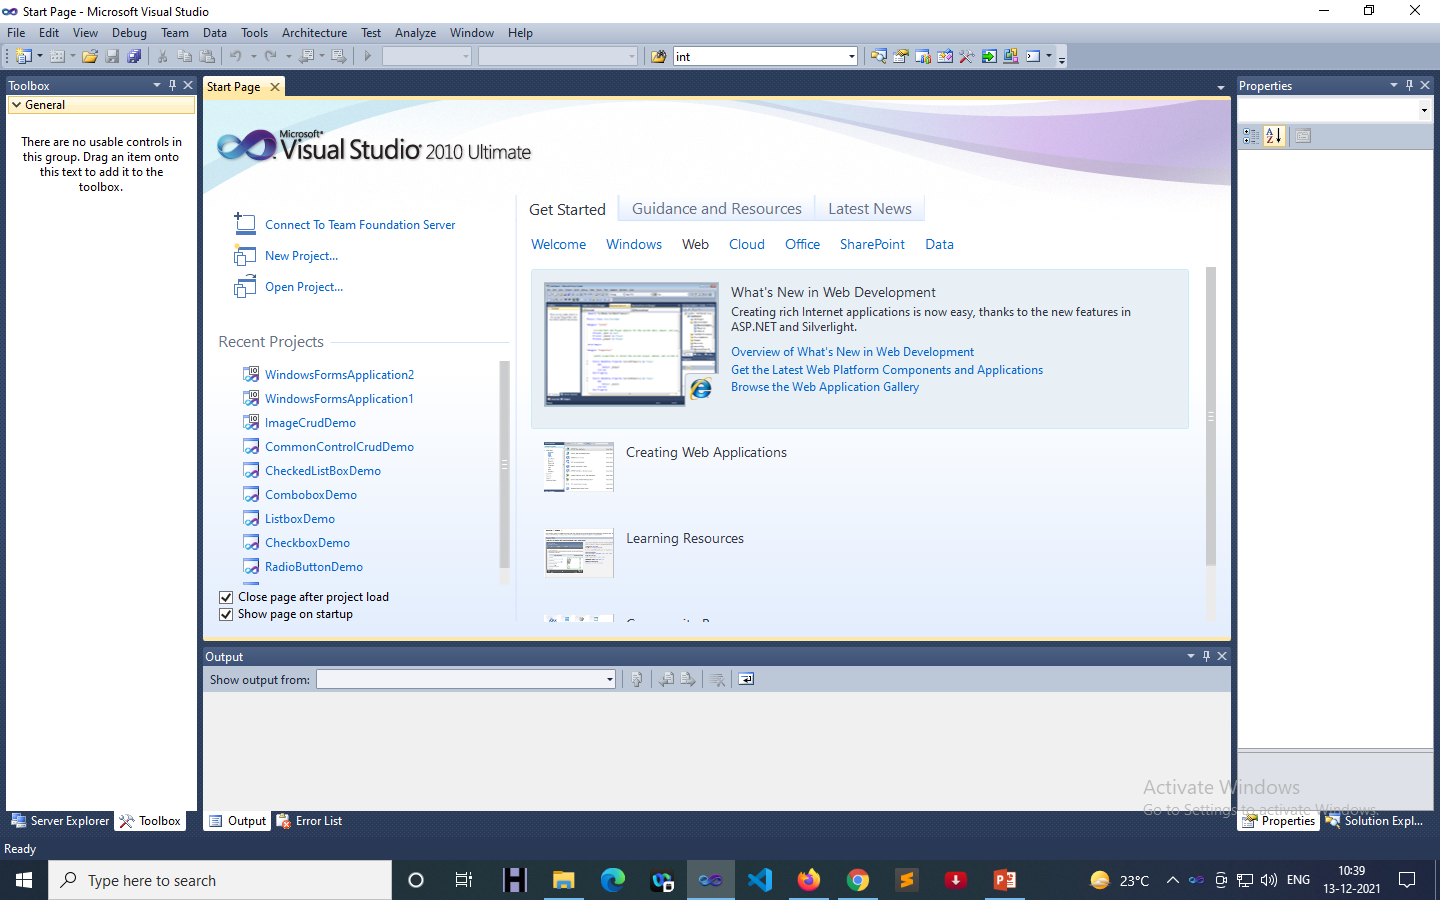 Start Page - Microsoft Visual Studio
File Edit View Debug Team Data Tools Architecture Test Analyze Window Help
int
Toolbox
General
There are no usable controls in
this group. Drag an item onto
this text to add it to the
toolbox.
Server Explorer Toolbox
Start Page
Microsoft®
Visual Studio® 2010 Ultimate
Connect To Team Foundation Server
New Project...
Open Project...
Recent Projects
WindowsFormsApplication2
WindowsFormsApplication1
ImageCrudDemo
CommonControlCrudDemo
CheckedListBoxDemo
ComboboxDemo
ListboxDemo
CheckboxDemo
RadioButtonDemo
Close page after project load
Show page on startup
Get Started Guidance and Resources Latest News
Welcome Windows Web Cloud Office SharePoint Data
What's New in Web Development
Creating rich Internet applications is now easy, thanks to the new features in
ASP.NET and Silverlight.
Overview of What's New in Web Development
Get the Latest Web Platform Components and Applications
Browse the Web Application Gallery
Creating Web Applications
Learning Resources
Output
Show output from:
Output Error List
Properties
Activate Windows
Go to Settings to activate Windows.
Properties Solution Expl...
Ready
Type here to search
23°C
ENG
10:39
13-12-2021